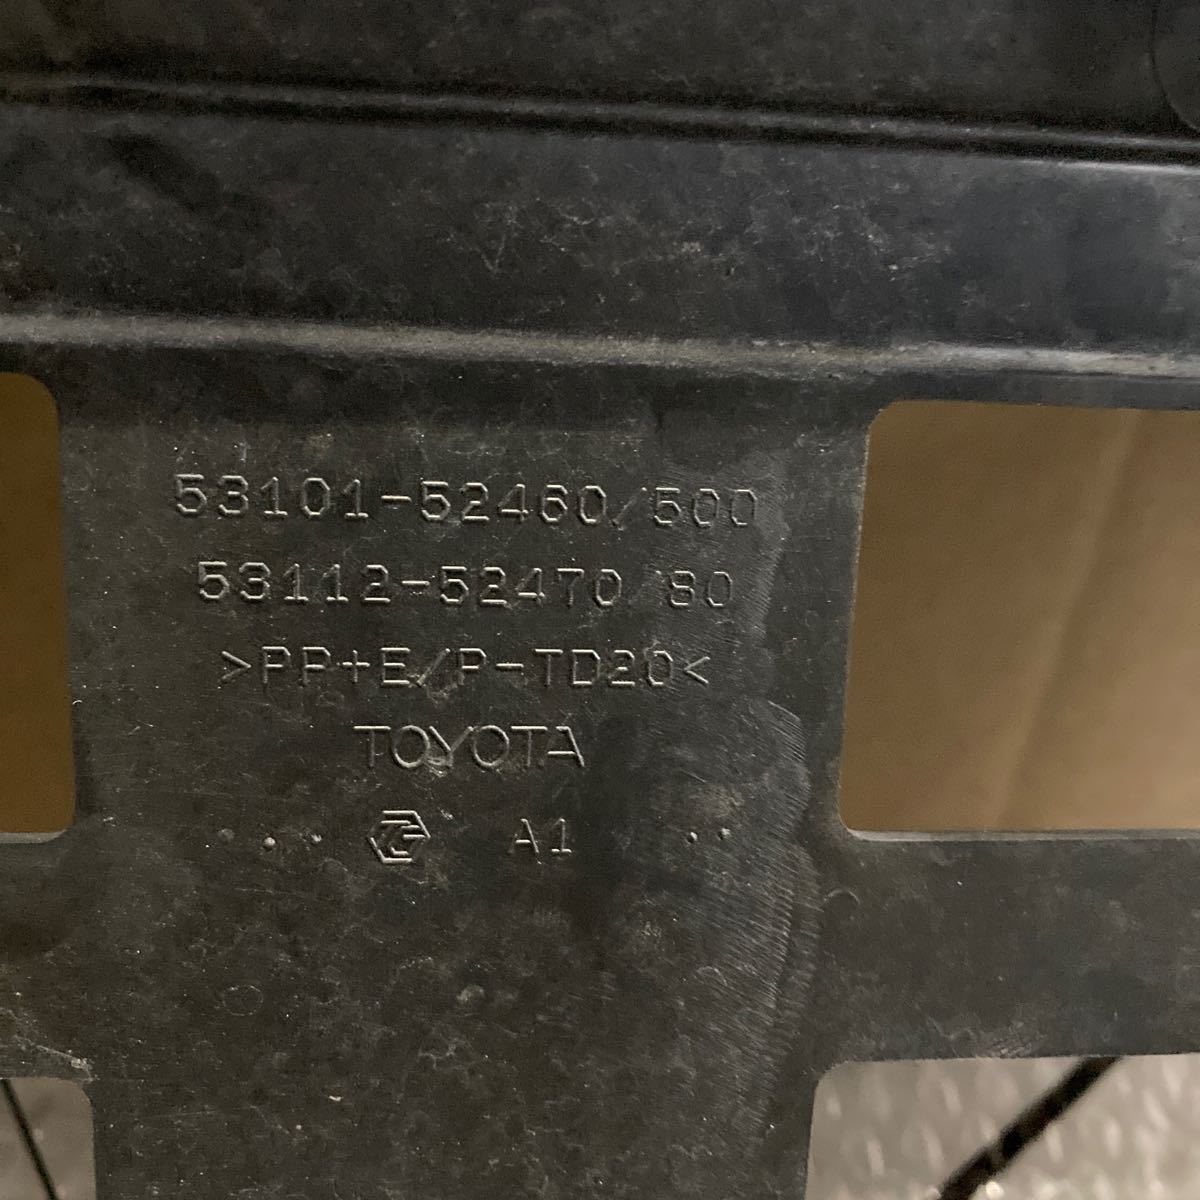 53101-52460/500
53112-52470/80
>PP+E/P-TD20<
TOYOTA
A1